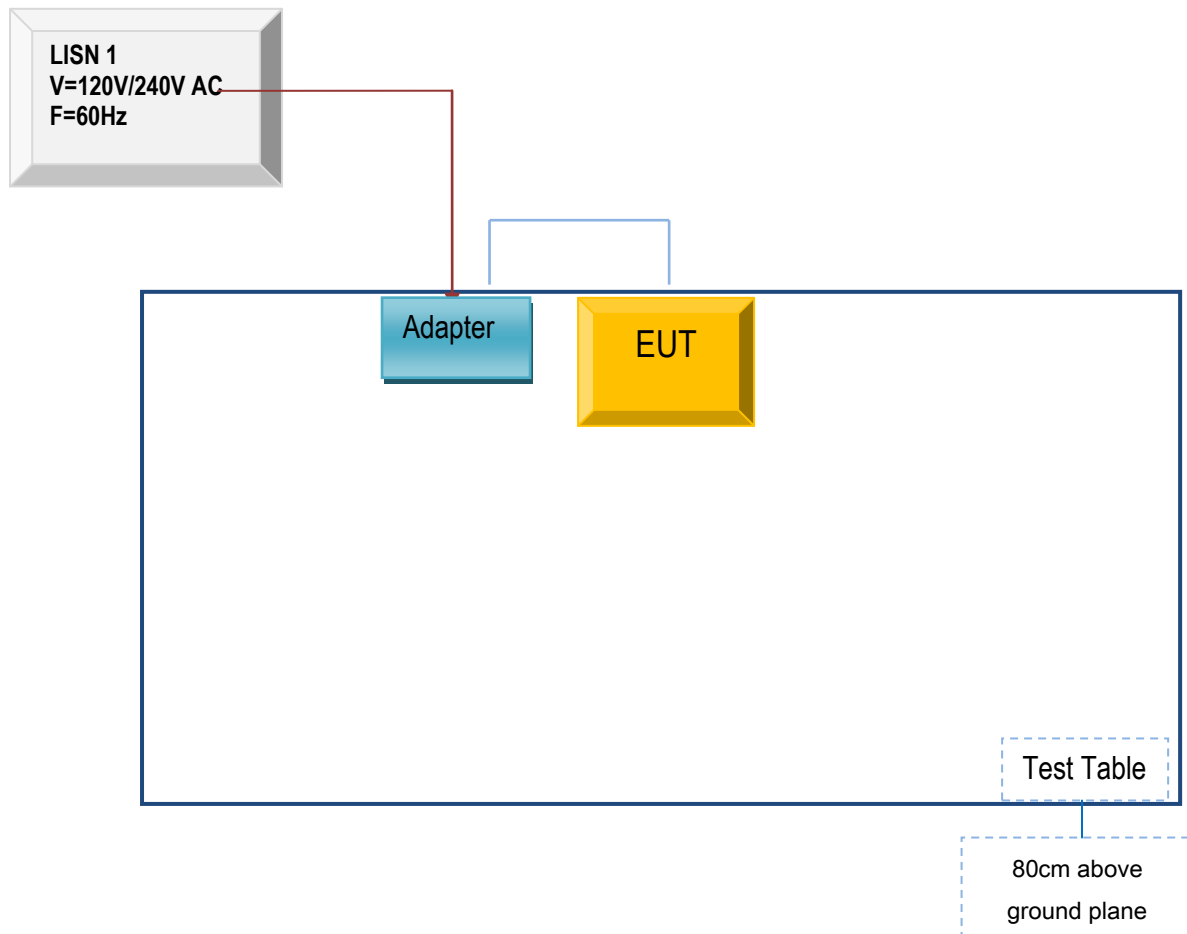 LISN 1
V=120V/240V AC
F=60Hz
Adapter
EUT
Test Table
80cm above
ground plane